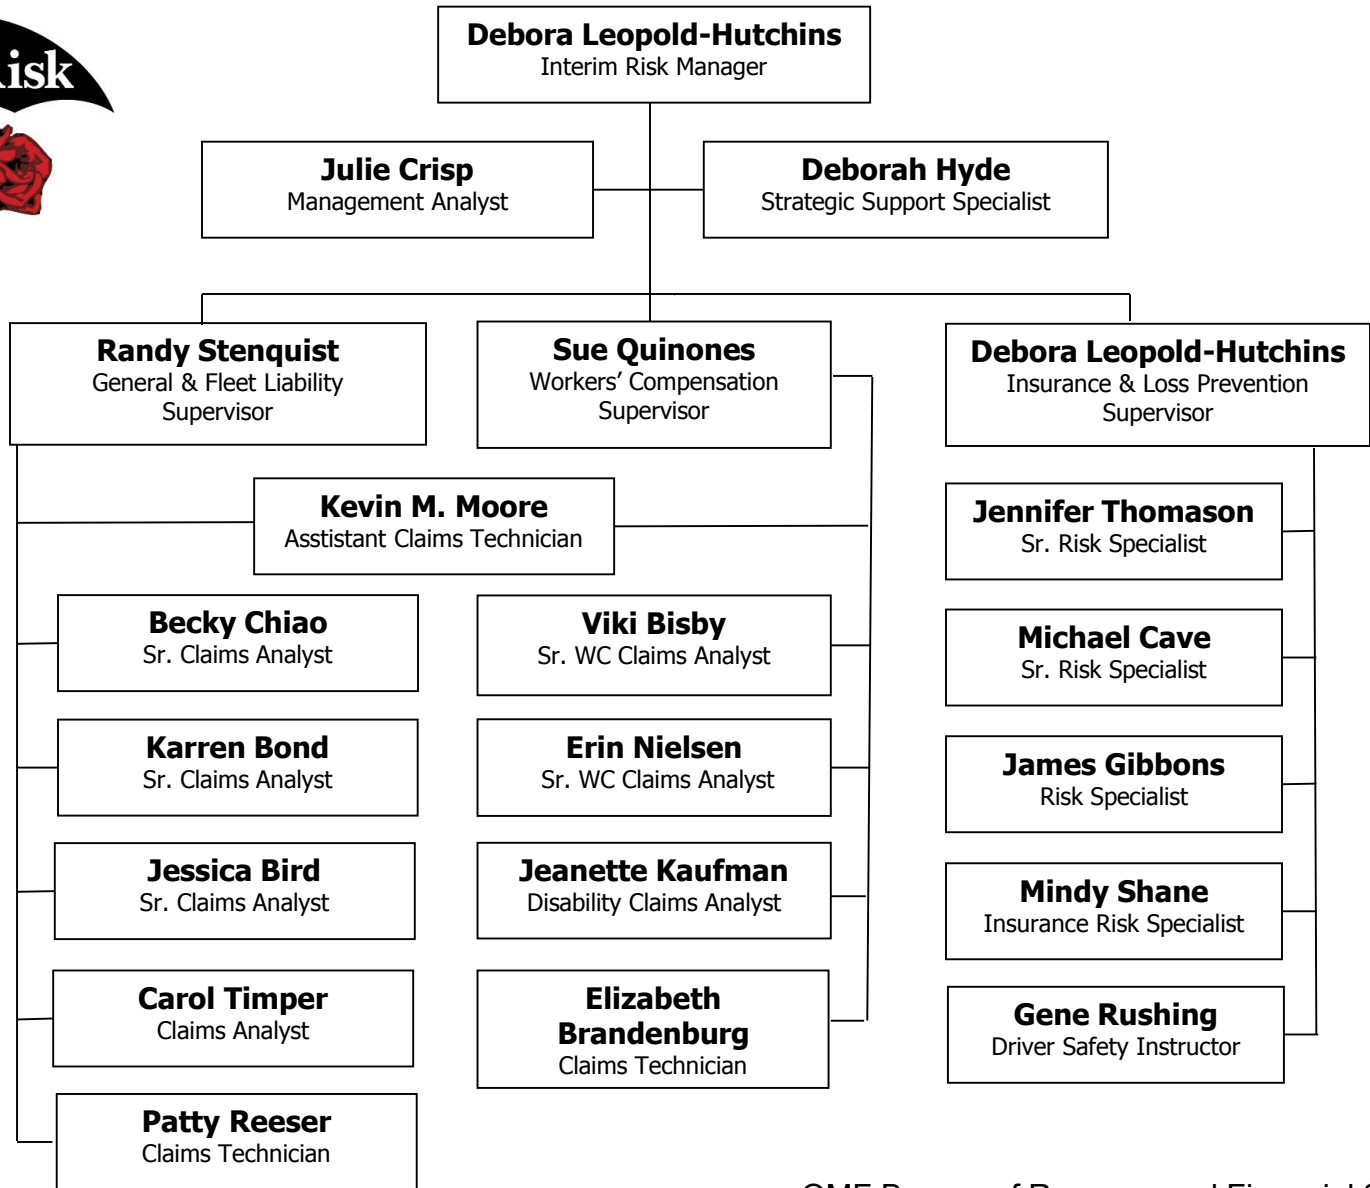 Debora Leopold-Hutchins
Interim Risk Manager
Julie Crisp
Management Analyst
Deborah Hyde
Strategic Support Specialist
Randy Stenquist
General & Fleet Liability
Supervisor
Sue Quinones
Workers’ Compensation
Supervisor
Debora Leopold-Hutchins
Insurance & Loss Prevention
Supervisor
Kevin M. Moore
Asstistant Claims Technician
Jennifer Thomason
Sr. Risk Specialist
Becky Chiao
Sr. Claims Analyst
Viki Bisby
Sr. WC Claims Analyst
Michael Cave
Sr. Risk Specialist
Karren Bond
Sr. Claims Analyst
Erin Nielsen
Sr. WC Claims Analyst
James Gibbons
Risk Specialist
Jessica Bird
Sr. Claims Analyst
Jeanette Kaufman
Disability Claims Analyst
Mindy Shane
Insurance Risk Specialist
Carol Timper
Claims Analyst
Elizabeth
Brandenburg
Claims Technician
Gene Rushing
Driver Safety Instructor
Patty Reeser
Claims Technician